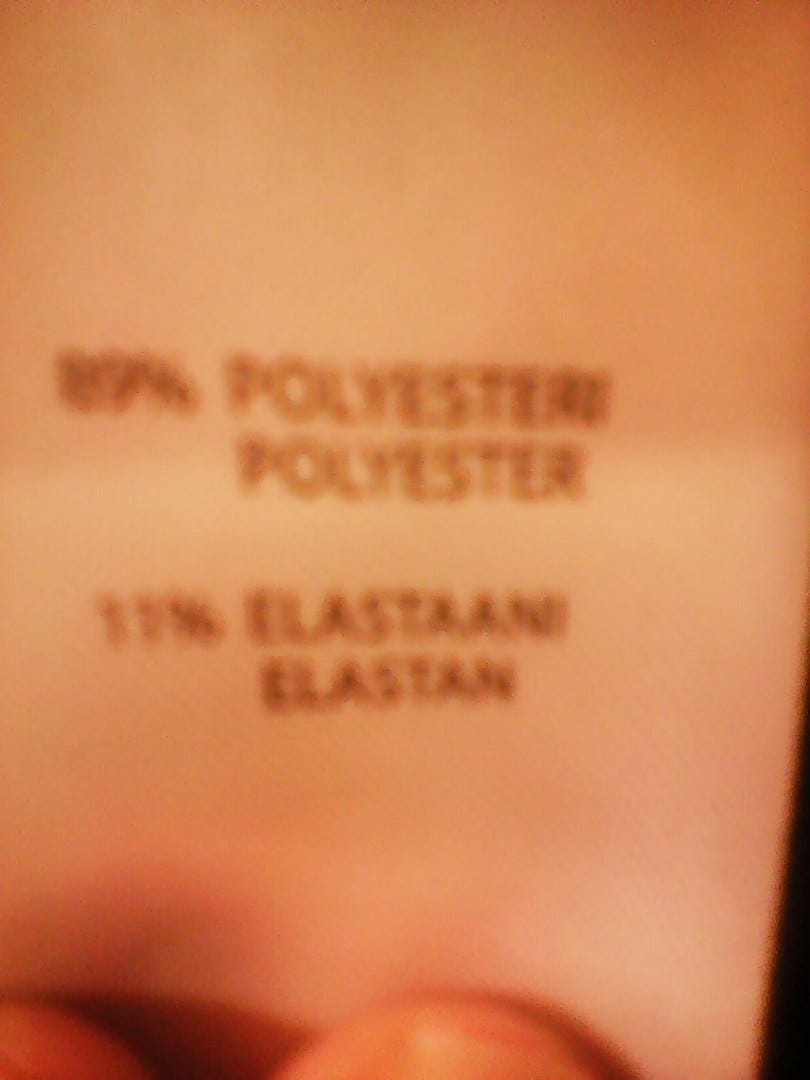 89% POLYESTERI
POLYESTER
11% ELASTAANI
ELASTAN